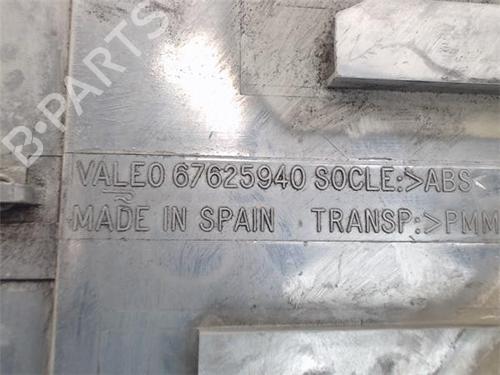 B-PARTS
VALEO 67625940 SOCLE:>ABS
MADE IN SPAIN TRANSP:>PMM